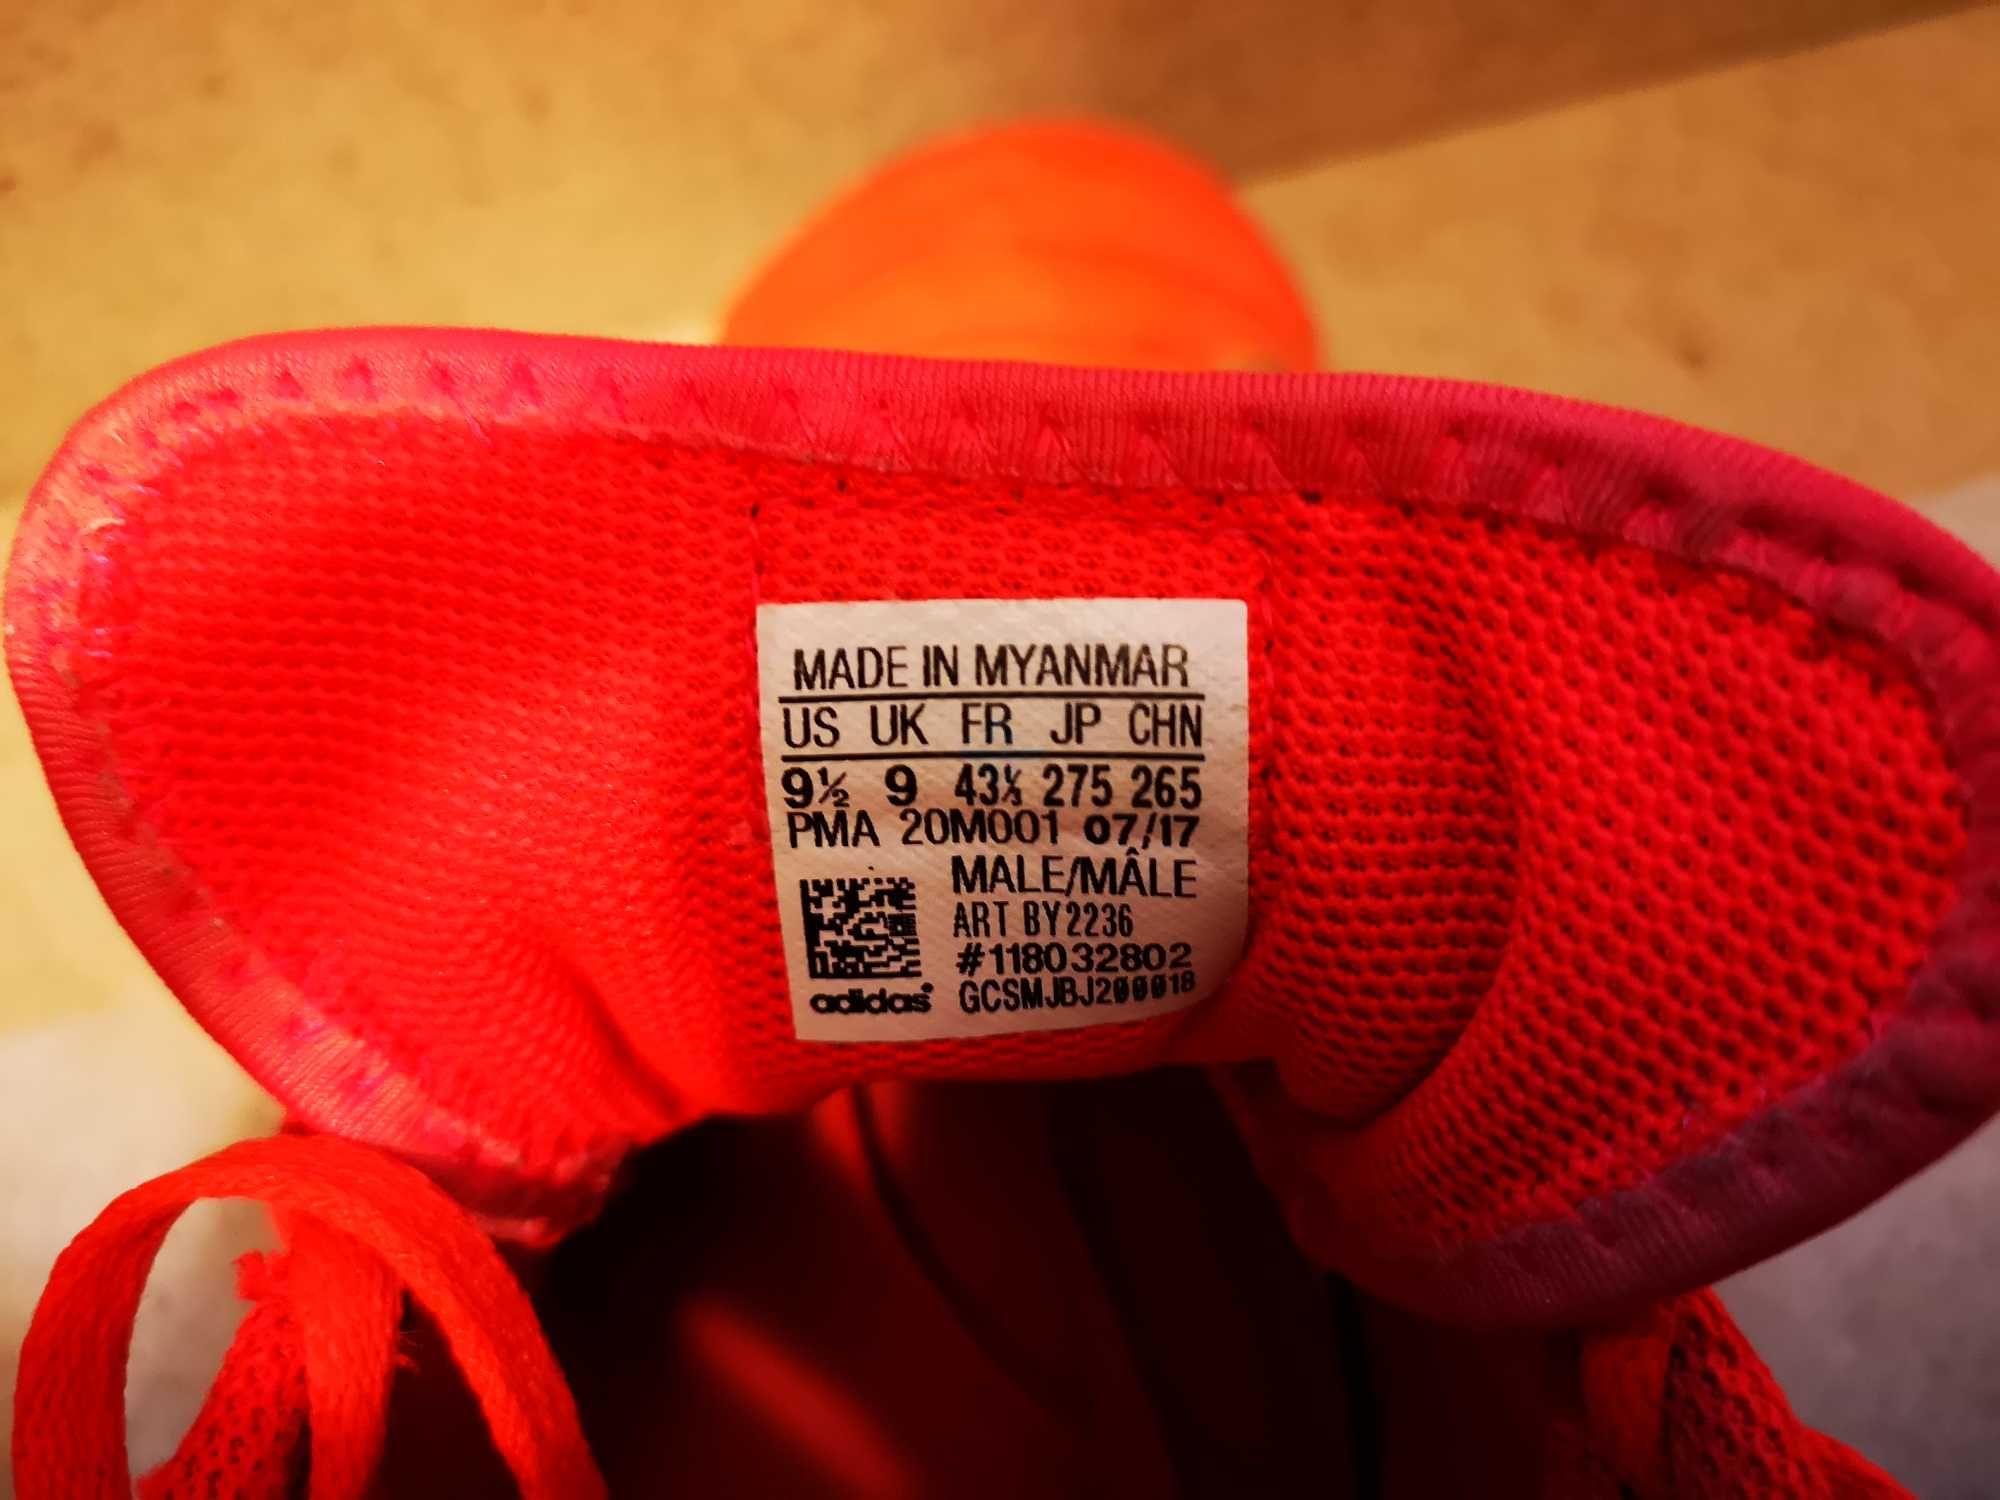 MADE IN MYANMAR
US UK FR JP CHN
9½ 9 43⅓ 275 265
PMA 20M001 07/17
MALE/MÂLE
ART BY2236
#118032802
adidas GCSMJBJ200018